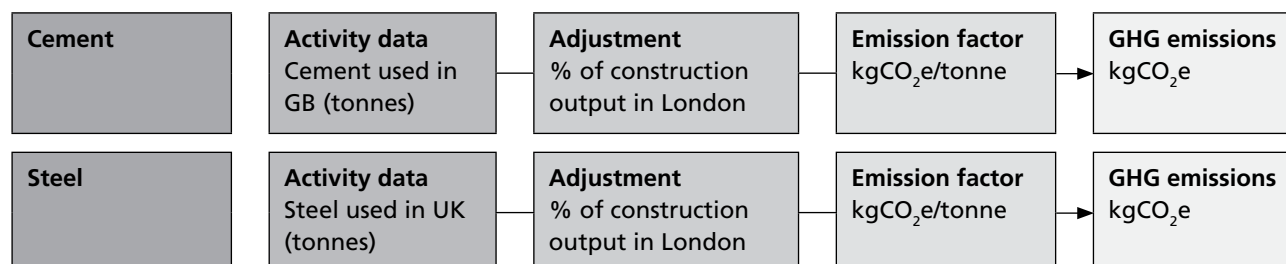 Cement
Activity data
Cement used in
GB (tonnes)
Adjustment
% of construction
output in London
Emission factor
kgCO₂e/tonne
GHG emissions
kgCO₂e
Steel
Activity data
Steel used in UK
(tonnes)
Adjustment
% of construction
output in London
Emission factor
kgCO₂e/tonne
GHG emissions
kgCO₂e